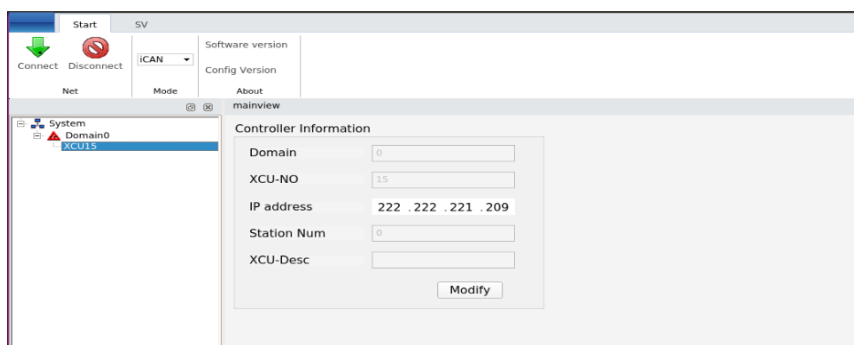 Start SV
Software version
iCAN
Connect Disconnect
Config Version
Net Mode About
mainview
System
Domain0
XCU15
Controller Information
Domain 0
XCU-NO 15
IP address 222 . 222 . 221 . 209
Station Num 0
XCU-Desc
Modify